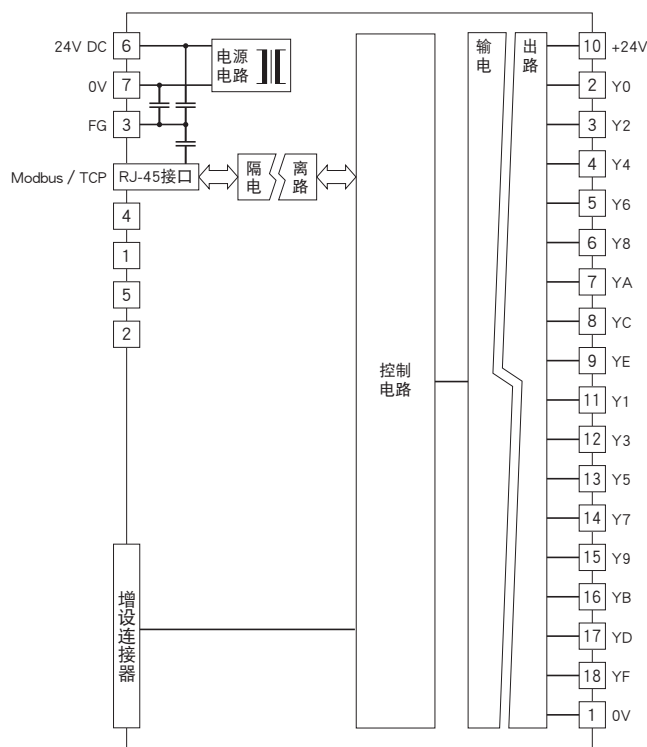 24V DC 6
0V 7
FG 3
Modbus / TCP RJ-45接口
4
1
5
2
增设连接器
电源
电路
隔 离
电 路
控制
电路
输 出
电 路
10 +24V
2 Y0
3 Y2
4 Y4
5 Y6
6 Y8
7 YA
8 YC
9 YE
11 Y1
12 Y3
13 Y5
14 Y7
15 Y9
16 YB
17 YD
18 YF
1 0V